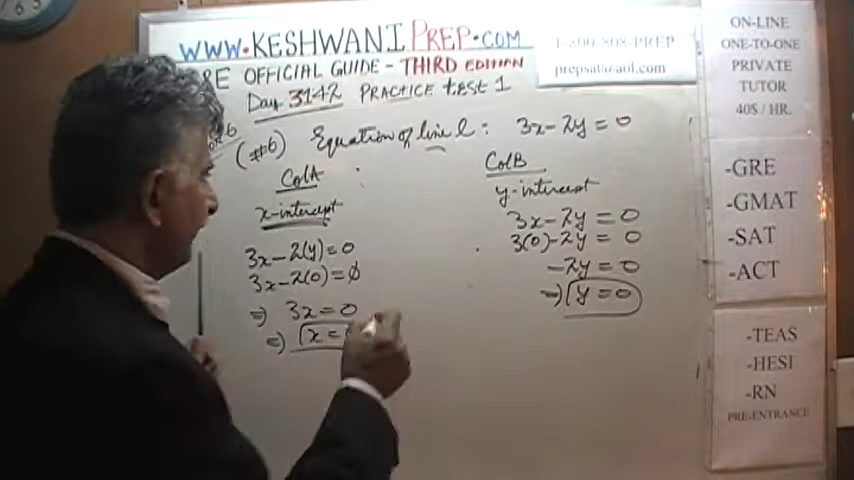 WWW.KESHWANIPREP.COM
RE OFFICIAL GUIDE - THIRD EDITION
Day 3142 PRACTICE test 1
1-800-808-PREP
prepsat@aol.com
(#6) Equation of line l: 3x-2y=0
Col A
x-intercept
3x-2(y)=0
3x-2(0)=0
⇒ 3x=0
⇒ x=
Col B
y-intercept
3x-2y=0
3(0)-2y=0
-2y=0
⇒ y=0
ON-LINE
ONE-TO-ONE
PRIVATE
TUTOR
40$ / HR.
-GRE
-GMAT
-SAT
-ACT
-TEAS
-HESI
-RN
PRE-ENTRANCE